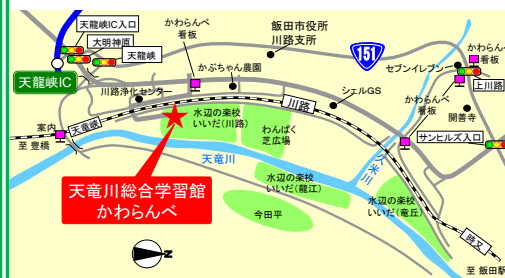 天龍峡IC入口
大明神原
天龍峡
天龍峡IC
かわらんべ
看板
飯田市役所
川路支所
151
かわらんべ
看板
セブンイレブン
上川路
かぶちゃん農園
川路浄化センター
シェルGS
かわらんべ
看板
開善寺
川路
水辺の楽校
いいだ(川路)
わんぱく
芝広場
サンヒルズ入口
案内
天竜峡
至 豊橋
天竜川
久米川
天竜川総合学習館
かわらんべ
水辺の楽校
いいだ(龍江)
今田平
水辺の楽校
いいだ(竜丘)
N
時又
至 飯田駅